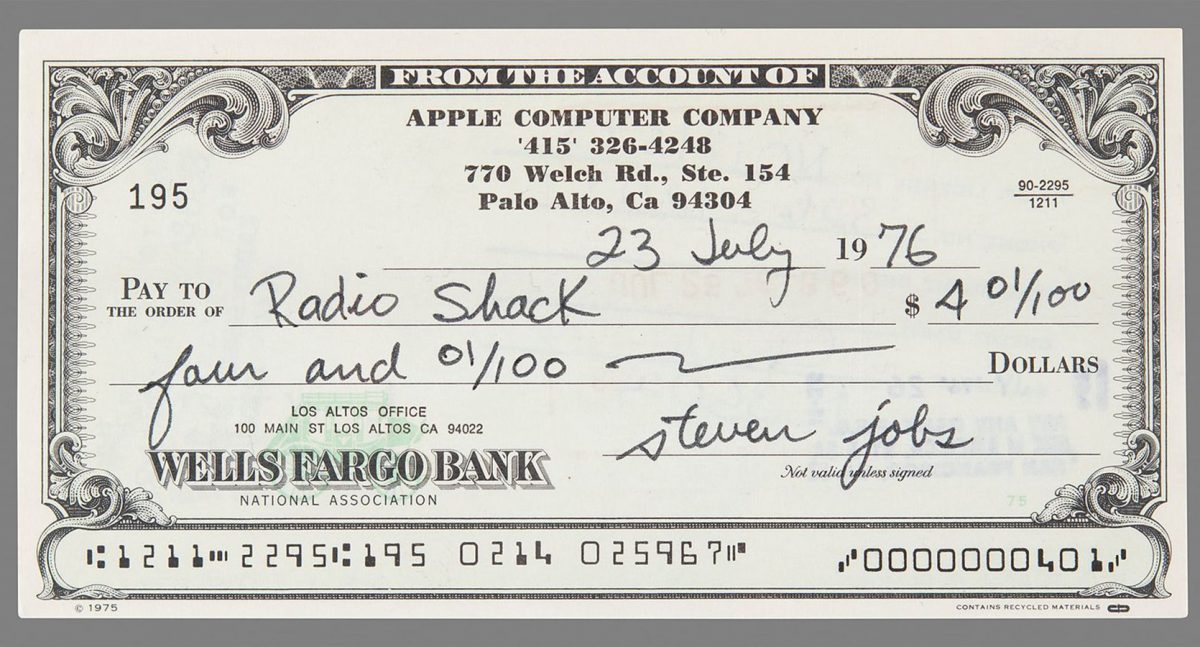 FROM THE ACCOUNT OF
APPLE COMPUTER COMPANY
'415' 326-4248
770 Welch Rd., Ste. 154
Palo Alto, Ca 94304
195
90-2295
1211
23 July 1976
PAY TO
THE ORDER OF Radio Shack $ 4 01/100
four and 01/100 DOLLARS
LOS ALTOS OFFICE
100 MAIN ST LOS ALTOS CA 94022
WELLS FARGO BANK
NATIONAL ASSOCIATION
steven jobs
Not valid unless signed
75
⑆1211⑉2295⑆195 0214 025967⑈ ⑇0000000401⑇
© 1975
CONTAINS RECYCLED MATERIALS